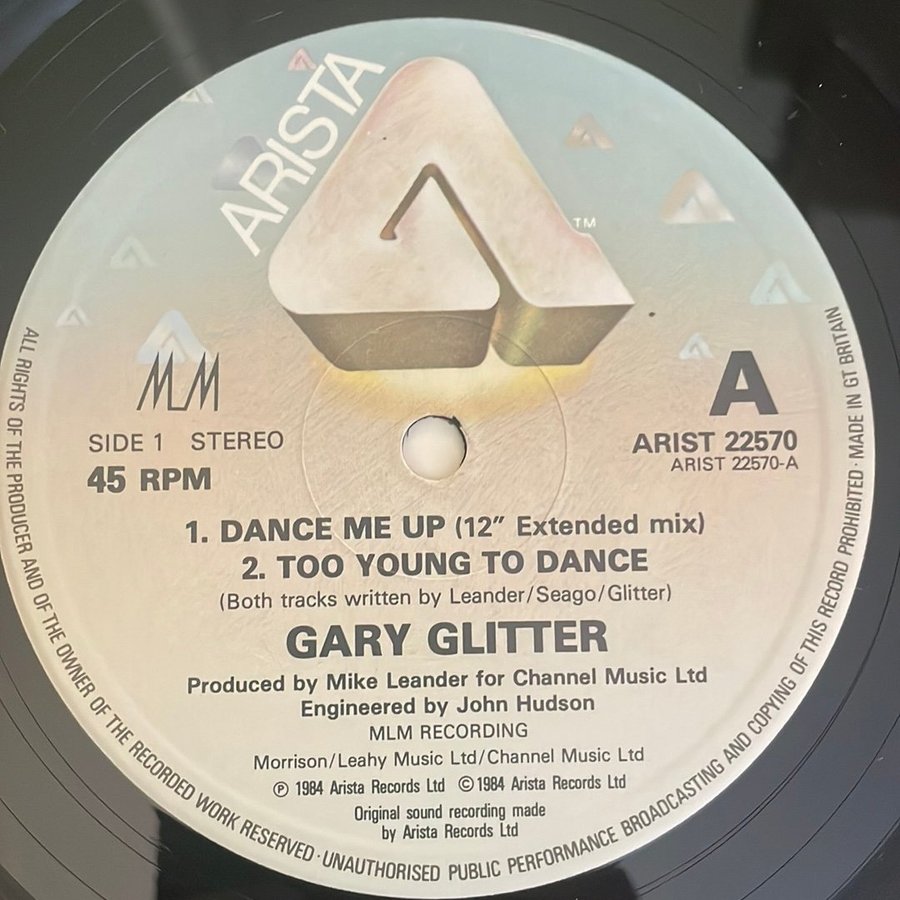 ARISTA
TM
MLM
A
SIDE 1 STEREO
ARIST 22570
45 RPM
ARIST 22570-A
1. DANCE ME UP (12" Extended mix)
2. TOO YOUNG TO DANCE
(Both tracks written by Leander/Seago/Glitter)
GARY GLITTER
Produced by Mike Leander for Channel Music Ltd
Engineered by John Hudson
MLM RECORDING
Morrison/Leahy Music Ltd/Channel Music Ltd
℗ 1984 Arista Records Ltd © 1984 Arista Records Ltd
Original sound recording made
by Arista Records Ltd
ALL RIGHTS OF THE PRODUCER AND OF THE OWNER OF THE RECORDED WORK RESERVED · UNAUTHORISED PUBLIC PERFORMANCE BROADCASTING AND COPYING OF THIS RECORD PROHIBITED · MADE IN GT BRITAIN